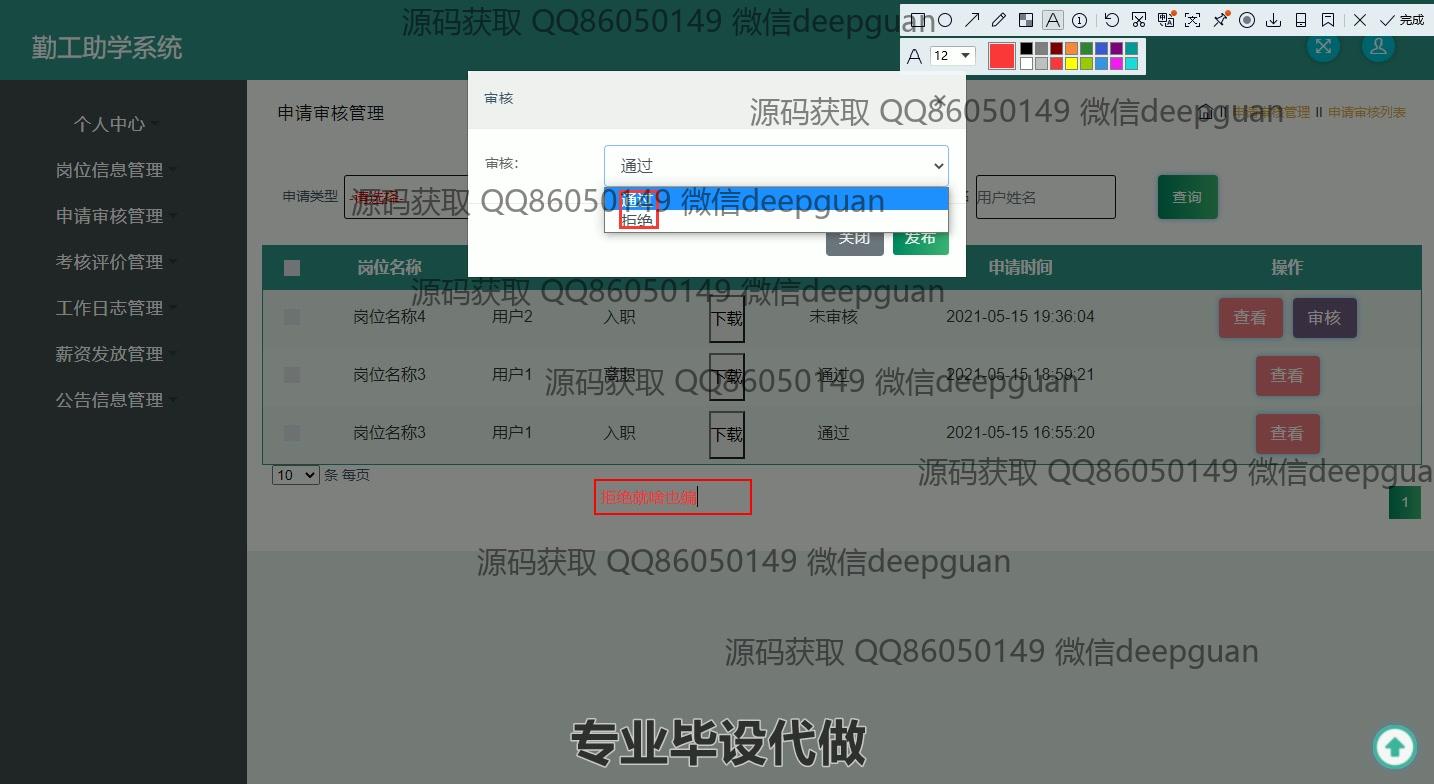 源码获取 QQ86050149 微信deepguan
完成
勤工助学系统
A 12
审核
申请审核管理
源码获取 QQ86050149 微信deepguan
申请审核管理 II 申请审核列表
个人中心
岗位信息管理
申请审核管理
考核评价管理
工作日志管理
薪资发放管理
公告信息管理
审核：
通过
申请类型
源码获取 QQ86050149 微信deepguan
通过
拒绝
用户姓名
查询
关闭
发布
岗位名称
申请时间
操作
源码获取 QQ86050149 微信deepguan
岗位名称4 用户2 入职 下载 未审核 2021-05-15 19:36:04 查看 审核
岗位名称3 用户1 离职 下载 通过 2021-05-15 18:59:21 查看
源码获取 QQ86050149 微信deepguan
岗位名称3 用户1 入职 下载 通过 2021-05-15 16:55:20 查看
10 条 每页
源码获取 QQ86050149 微信deepgua
拒绝就啥也编
1
源码获取 QQ86050149 微信deepguan
源码获取 QQ86050149 微信deepguan
专业毕设代做